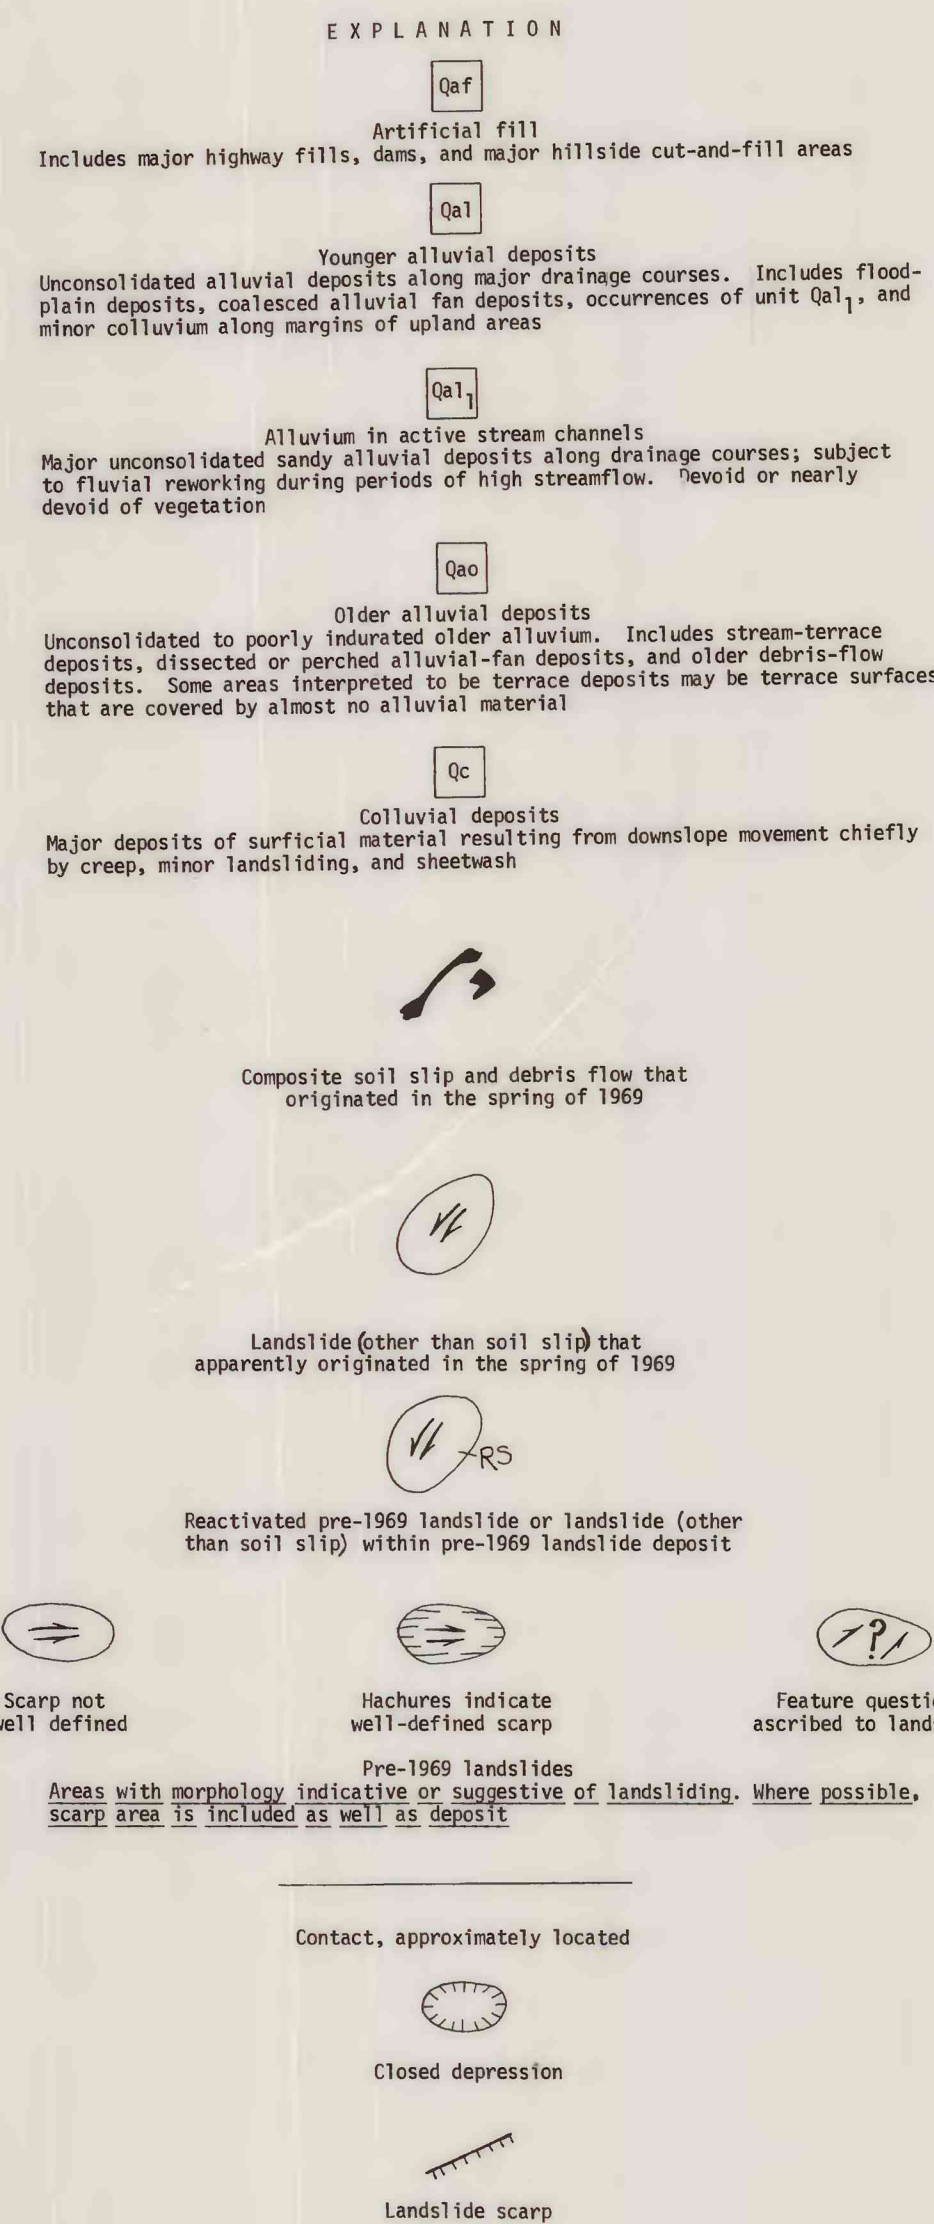 EXPLANATION
Qaf
Artificial fill
Includes major highway fills, dams, and major hillside cut-and-fill areas
Qal
Younger alluvial deposits
Unconsolidated alluvial deposits along major drainage courses. Includes flood-
plain deposits, coalesced alluvial fan deposits, occurrences of unit Qal₁, and
minor colluvium along margins of upland areas
Qal₁
Alluvium in active stream channels
Major unconsolidated sandy alluvial deposits along drainage courses; subject
to fluvial reworking during periods of high streamflow. Devoid or nearly
devoid of vegetation
Qao
Older alluvial deposits
Unconsolidated to poorly indurated older alluvium. Includes stream-terrace
deposits, dissected or perched alluvial-fan deposits, and older debris-flow
deposits. Some areas interpreted to be terrace deposits may be terrace surfaces
that are covered by almost no alluvial material
Qc
Colluvial deposits
Major deposits of surficial material resulting from downslope movement chiefly
by creep, minor landsliding, and sheetwash
Composite soil slip and debris flow that
originated in the spring of 1969
Landslide (other than soil slip) that
apparently originated in the spring of 1969
RS
Reactivated pre-1969 landslide or landslide (other
than soil slip) within pre-1969 landslide deposit
?
Scarp not
well defined
Hachures indicate
well-defined scarp
Feature questi
ascribed to land
Pre-1969 landslides
Areas with morphology indicative or suggestive of landsliding. Where possible,
scarp area is included as well as deposit
Contact, approximately located
Closed depression
Landslide scarp